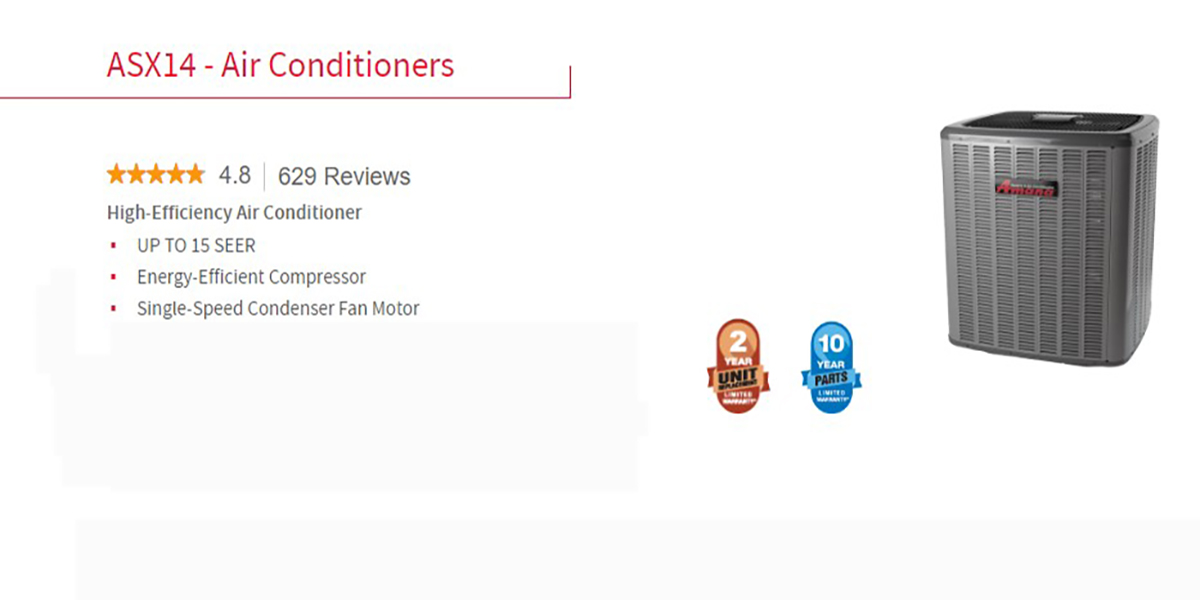 ASX14 - Air Conditioners
4.8 629 Reviews
High-Efficiency Air Conditioner
UP TO 15 SEER
Energy-Efficient Compressor
Single-Speed Condenser Fan Motor
Amana
2
YEAR
UNIT
REPLACEMENT
LIMITED
WARRANTY*
10
YEAR
PARTS
LIMITED
WARRANTY*